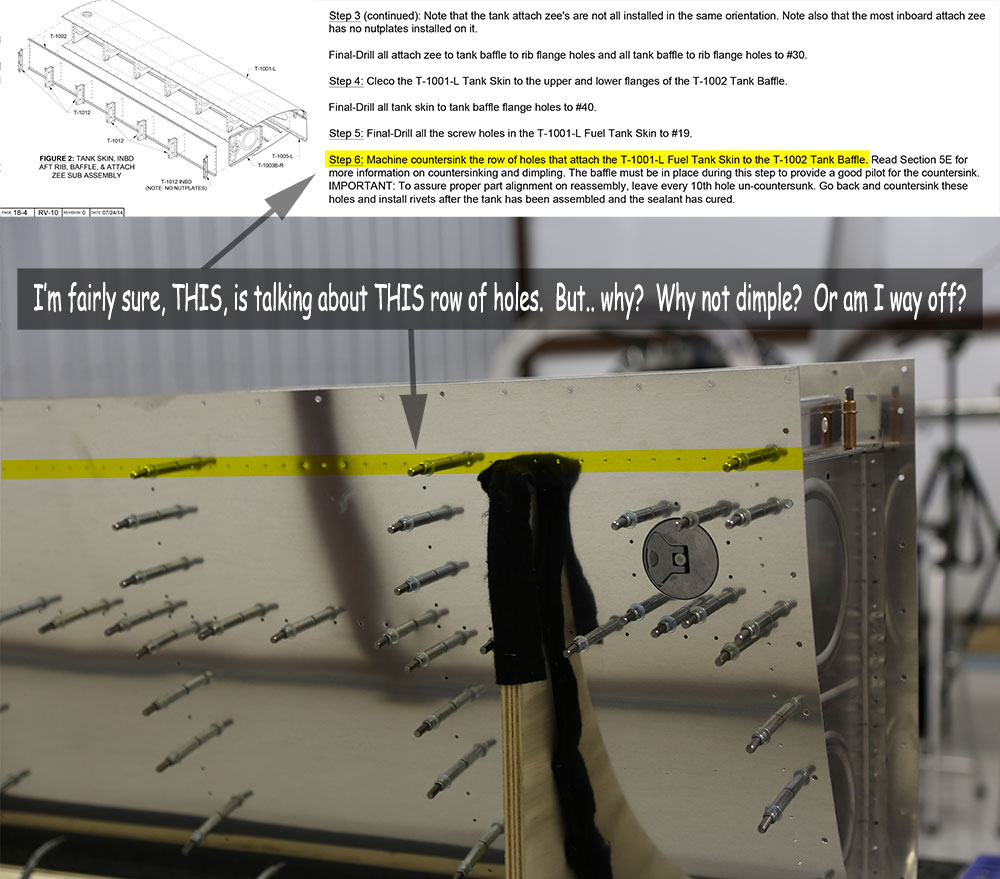 T-1002
T-1001-L
T-1012
T-1012
T-1005-L
T-1003B-R
T-1012 INBD
(NOTE: NO NUTPLATES)
FIGURE 2: TANK SKIN, INBD
AFT RIB, BAFFLE, & ATTACH
ZEE SUB ASSEMBLY
PAGE 18-4 RV-10 REVISION 0 DATE 07/24/14
Step 3 (continued): Note that the tank attach zee's are not all installed in the same orientation. Note also that the most inboard attach zee
has no nutplates installed on it.
Final-Drill all attach zee to tank baffle to rib flange holes and all tank baffle to rib flange holes to #30.
Step 4: Cleco the T-1001-L Tank Skin to the upper and lower flanges of the T-1002 Tank Baffle.
Final-Drill all tank skin to tank baffle flange holes to #40.
Step 5: Final-Drill all the screw holes in the T-1001-L Fuel Tank Skin to #19.
Step 6: Machine countersink the row of holes that attach the T-1001-L Fuel Tank Skin to the T-1002 Tank Baffle. Read Section 5E for
more information on countersinking and dimpling. The baffle must be in place during this step to provide a good pilot for the countersink.
IMPORTANT: To assure proper part alignment on reassembly, leave every 10th hole un-countersunk. Go back and countersink these
holes and install rivets after the tank has been assembled and the sealant has cured.
I'm fairly sure, THIS, is talking about THIS row of holes. But.. why? Why not dimple? Or am I way off?